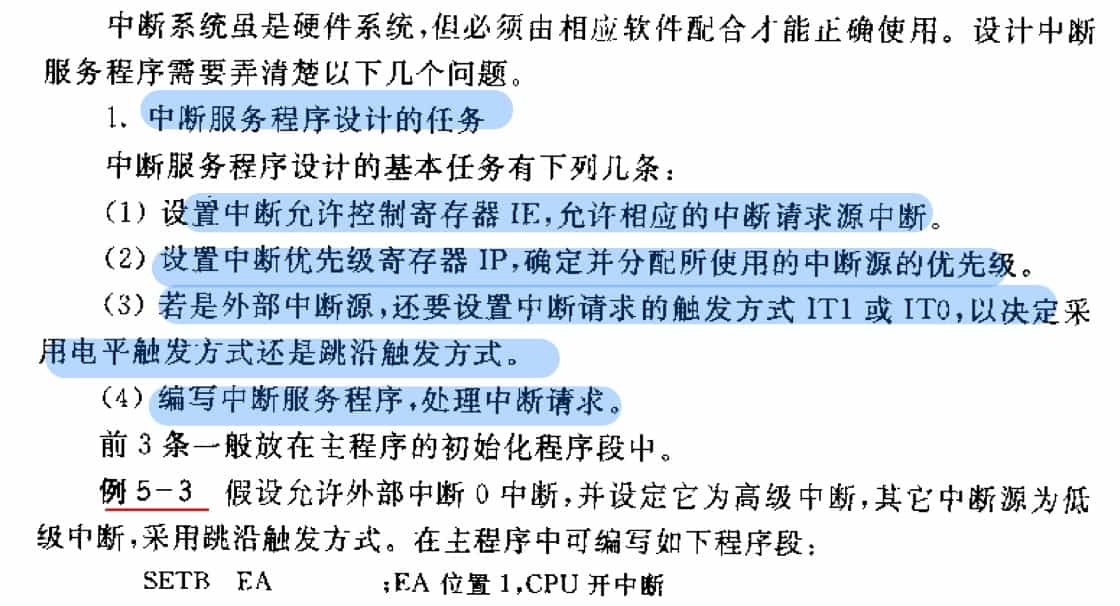 中断系统虽是硬件系统,但必须由相应软件配合才能正确使用。设计中断
服务程序需要弄清楚以下几个问题。
1. 中断服务程序设计的任务
中断服务程序设计的基本任务有下列几条:
(1) 设置中断允许控制寄存器 IE,允许相应的中断请求源中断。
(2) 设置中断优先级寄存器 IP,确定并分配所使用的中断源的优先级。
(3) 若是外部中断源,还要设置中断请求的触发方式 IT1 或 IT0,以决定采
用电平触发方式还是跳沿触发方式。
(4) 编写中断服务程序,处理中断请求。
前 3 条一般放在主程序的初始化程序段中。
例 5-3 假设允许外部中断 0 中断,并设定它为高级中断,其它中断源为低
级中断,采用跳沿触发方式。在主程序中可编写如下程序段:
SETB EA ;EA 位置 1,CPU 开中断